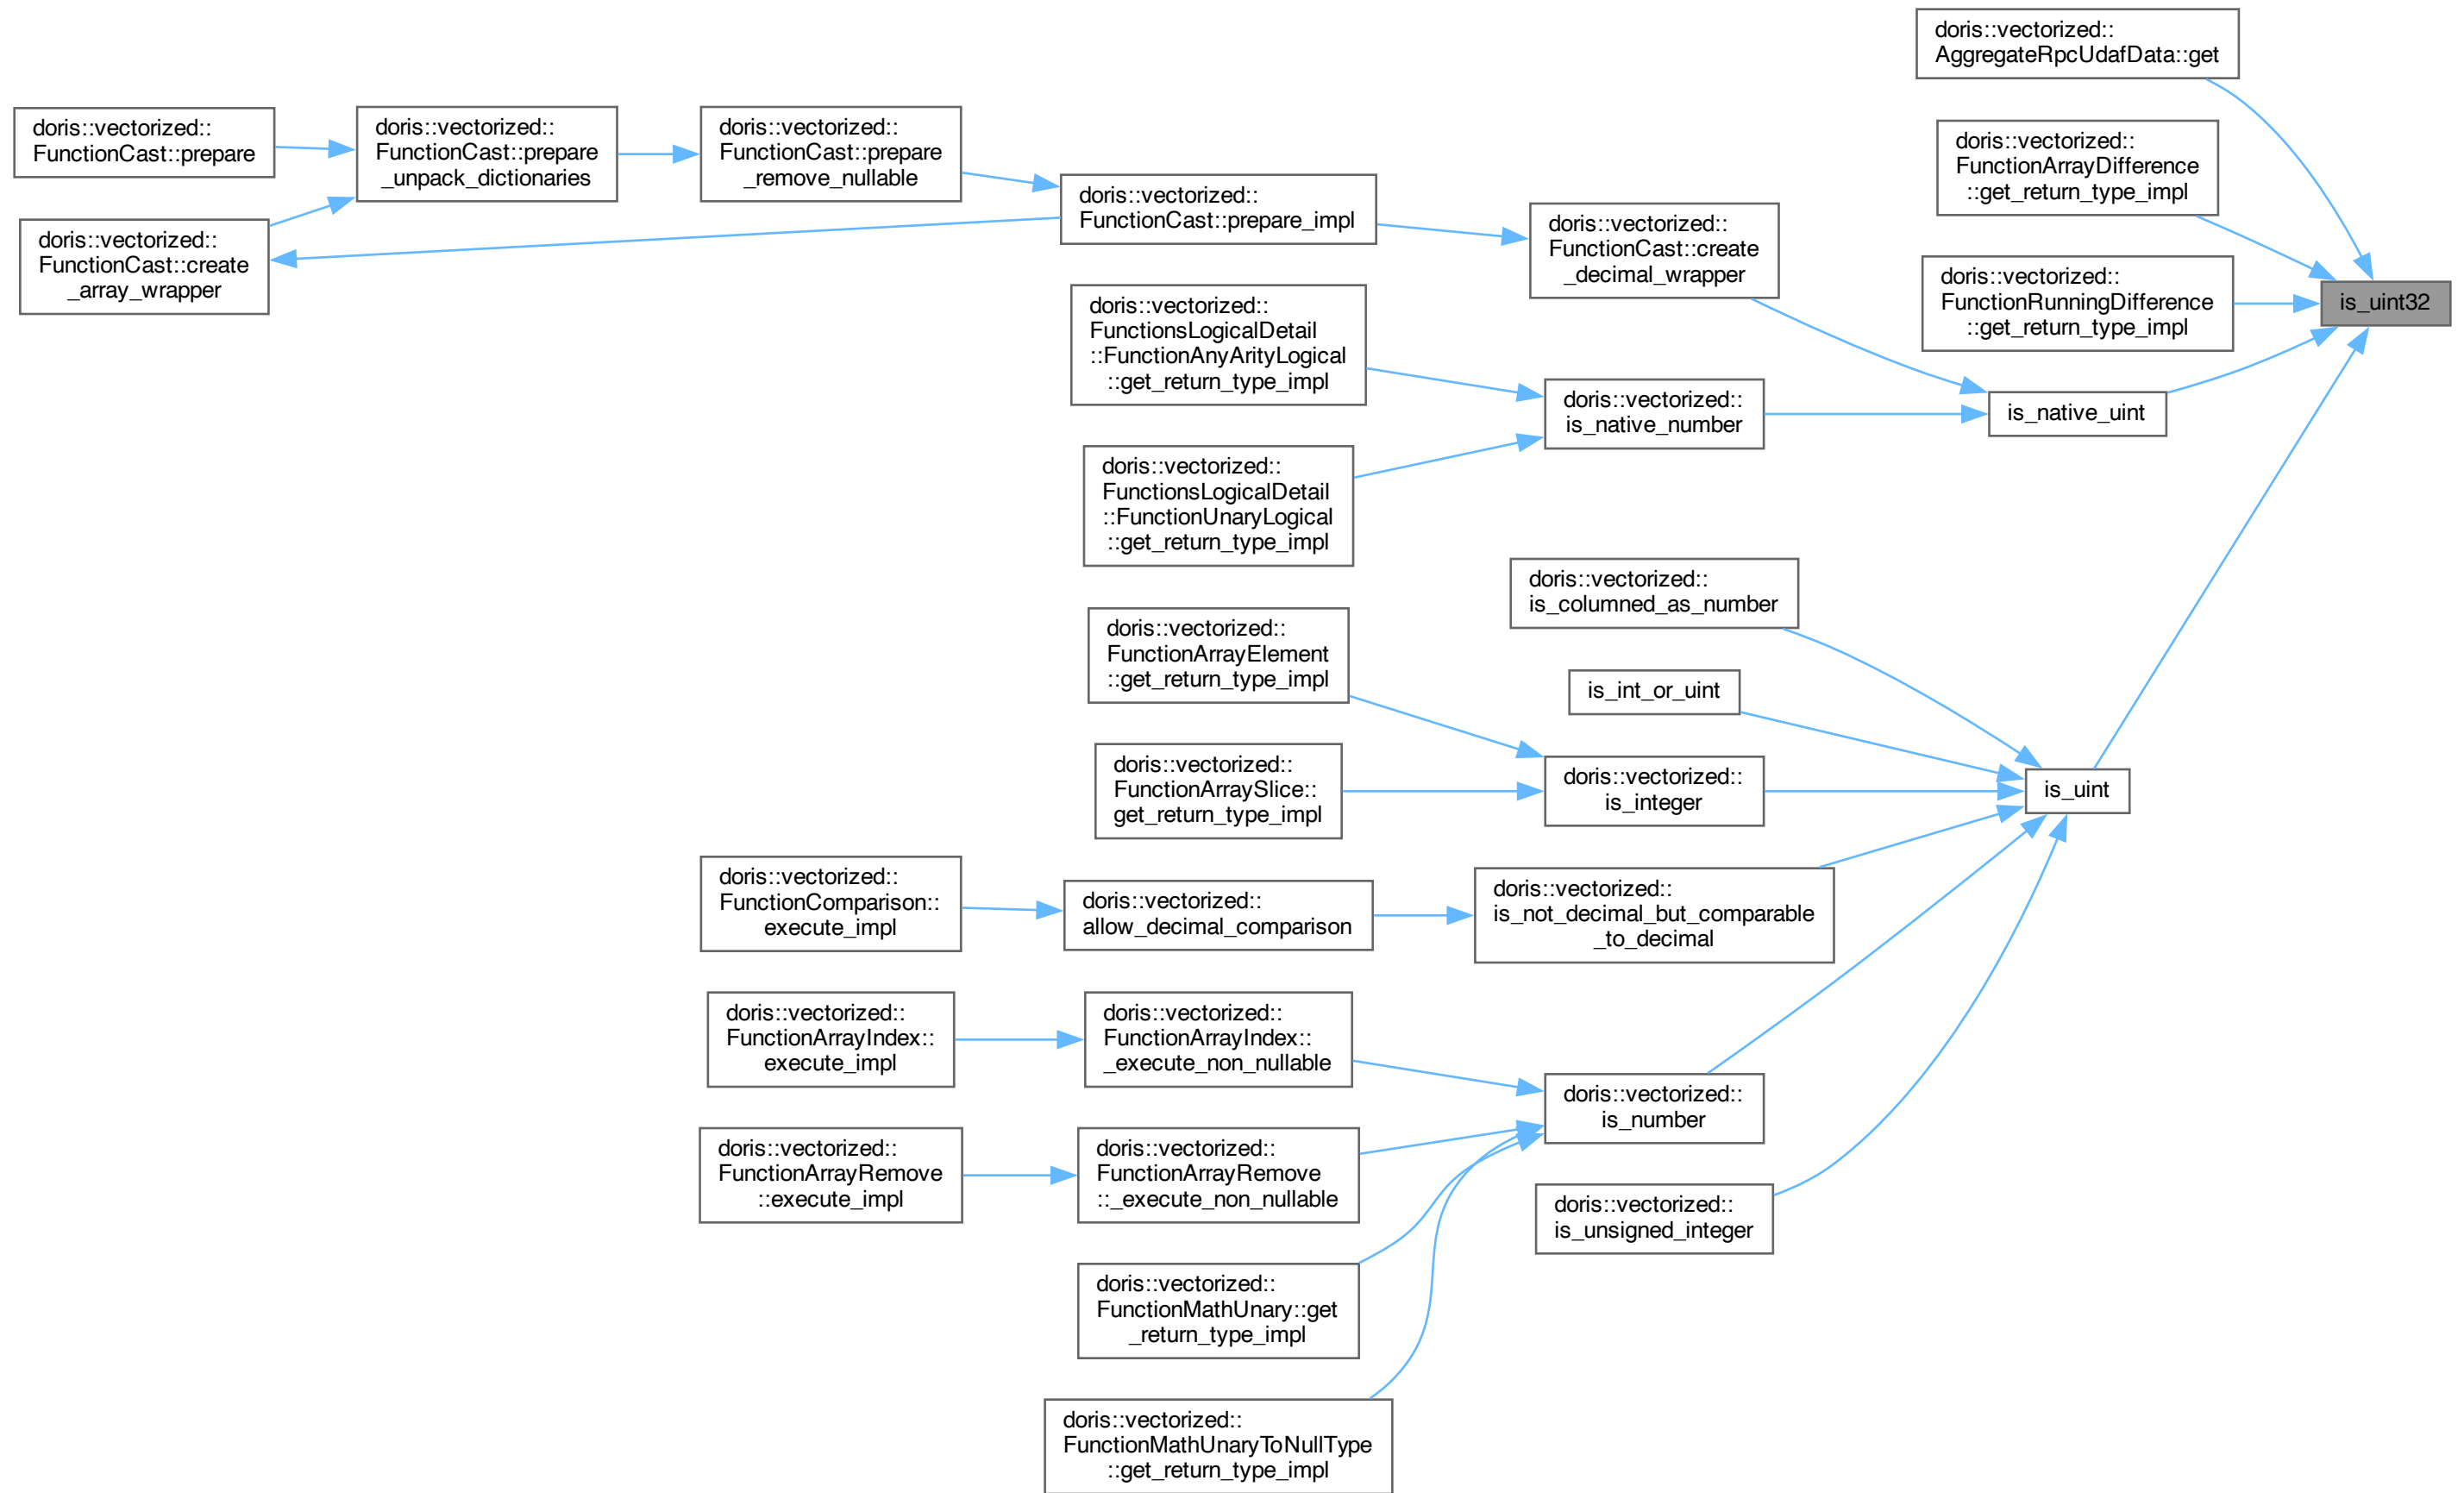 doris::vectorized::
AggregateRpcUdafData::get
doris::vectorized::
FunctionCast::prepare
doris::vectorized::
FunctionCast::prepare
_unpack_dictionaries
doris::vectorized::
FunctionCast::prepare
_remove_nullable
doris::vectorized::
FunctionArrayDifference
::get_return_type_impl
doris::vectorized::
FunctionCast::prepare_impl
doris::vectorized::
FunctionCast::create
_array_wrapper
doris::vectorized::
FunctionCast::create
_decimal_wrapper
doris::vectorized::
FunctionRunningDifference
::get_return_type_impl
is_uint32
doris::vectorized::
FunctionsLogicalDetail
::FunctionAnyArityLogical
::get_return_type_impl
doris::vectorized::
is_native_number
is_native_uint
doris::vectorized::
FunctionsLogicalDetail
::FunctionUnaryLogical
::get_return_type_impl
doris::vectorized::
is_columned_as_number
doris::vectorized::
FunctionArrayElement
::get_return_type_impl
is_int_or_uint
doris::vectorized::
FunctionArraySlice::
get_return_type_impl
doris::vectorized::
is_integer
is_uint
doris::vectorized::
FunctionComparison::
execute_impl
doris::vectorized::
allow_decimal_comparison
doris::vectorized::
is_not_decimal_but_comparable
_to_decimal
doris::vectorized::
FunctionArrayIndex::
execute_impl
doris::vectorized::
FunctionArrayIndex::
_execute_non_nullable
doris::vectorized::
is_number
doris::vectorized::
FunctionArrayRemove
::execute_impl
doris::vectorized::
FunctionArrayRemove
::_execute_non_nullable
doris::vectorized::
is_unsigned_integer
doris::vectorized::
FunctionMathUnary::get
_return_type_impl
doris::vectorized::
FunctionMathUnaryToNullType
::get_return_type_impl